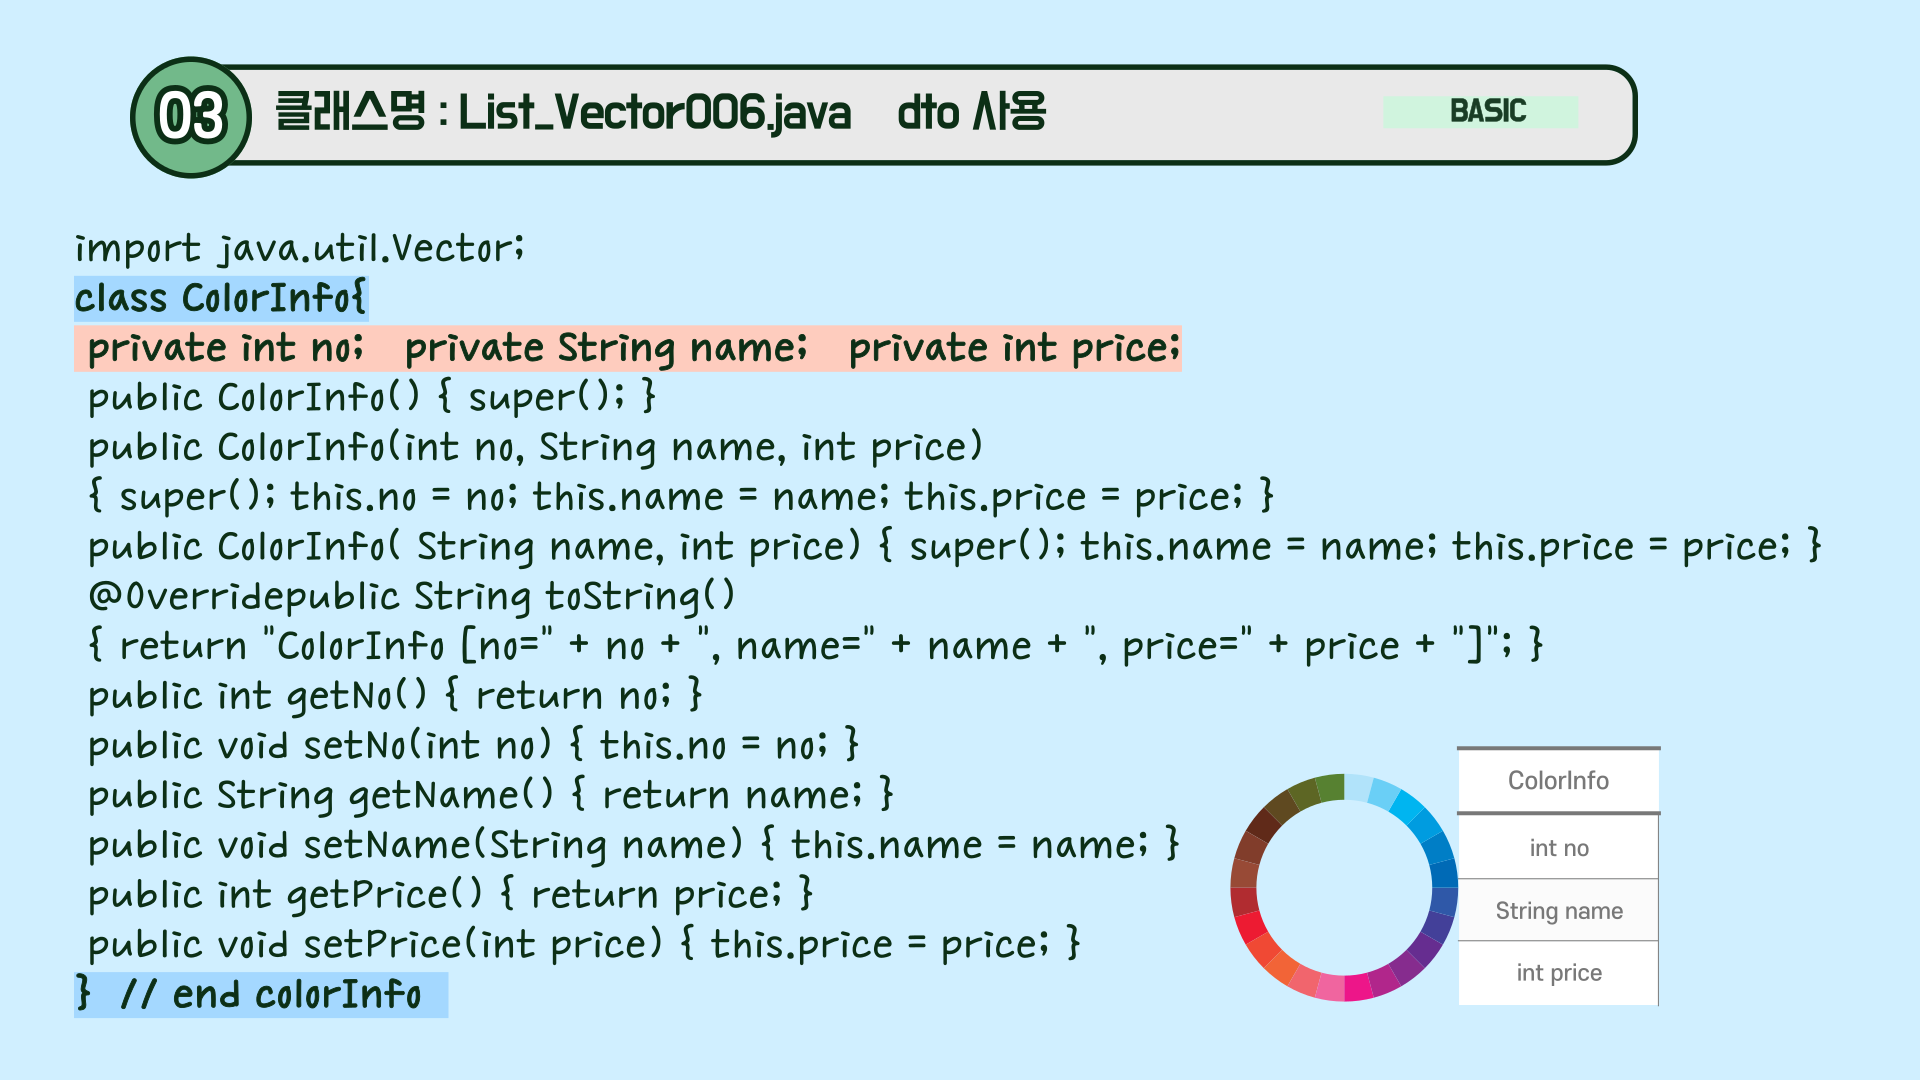 03
클래스명 : List_Vector006.java dto 사용
BASIC
import java.util.Vector;
class ColorInfo{
private int no; private String name; private int price;
public ColorInfo() { super(); }
public ColorInfo(int no, String name, int price)
{ super(); this.no = no; this.name = name; this.price = price; }
public ColorInfo( String name, int price) { super(); this.name = name; this.price = price; }
@Overridepublic String toString()
{ return "ColorInfo [no=" + no + ", name=" + name + ", price=" + price + "]"; }
public int getNo() { return no; }
public void setNo(int no) { this.no = no; }
public String getName() { return name; }
public void setName(String name) { this.name = name; }
public int getPrice() { return price; }
public void setPrice(int price) { this.price = price; }
} // end colorInfo
ColorInfo
int no
String name
int price